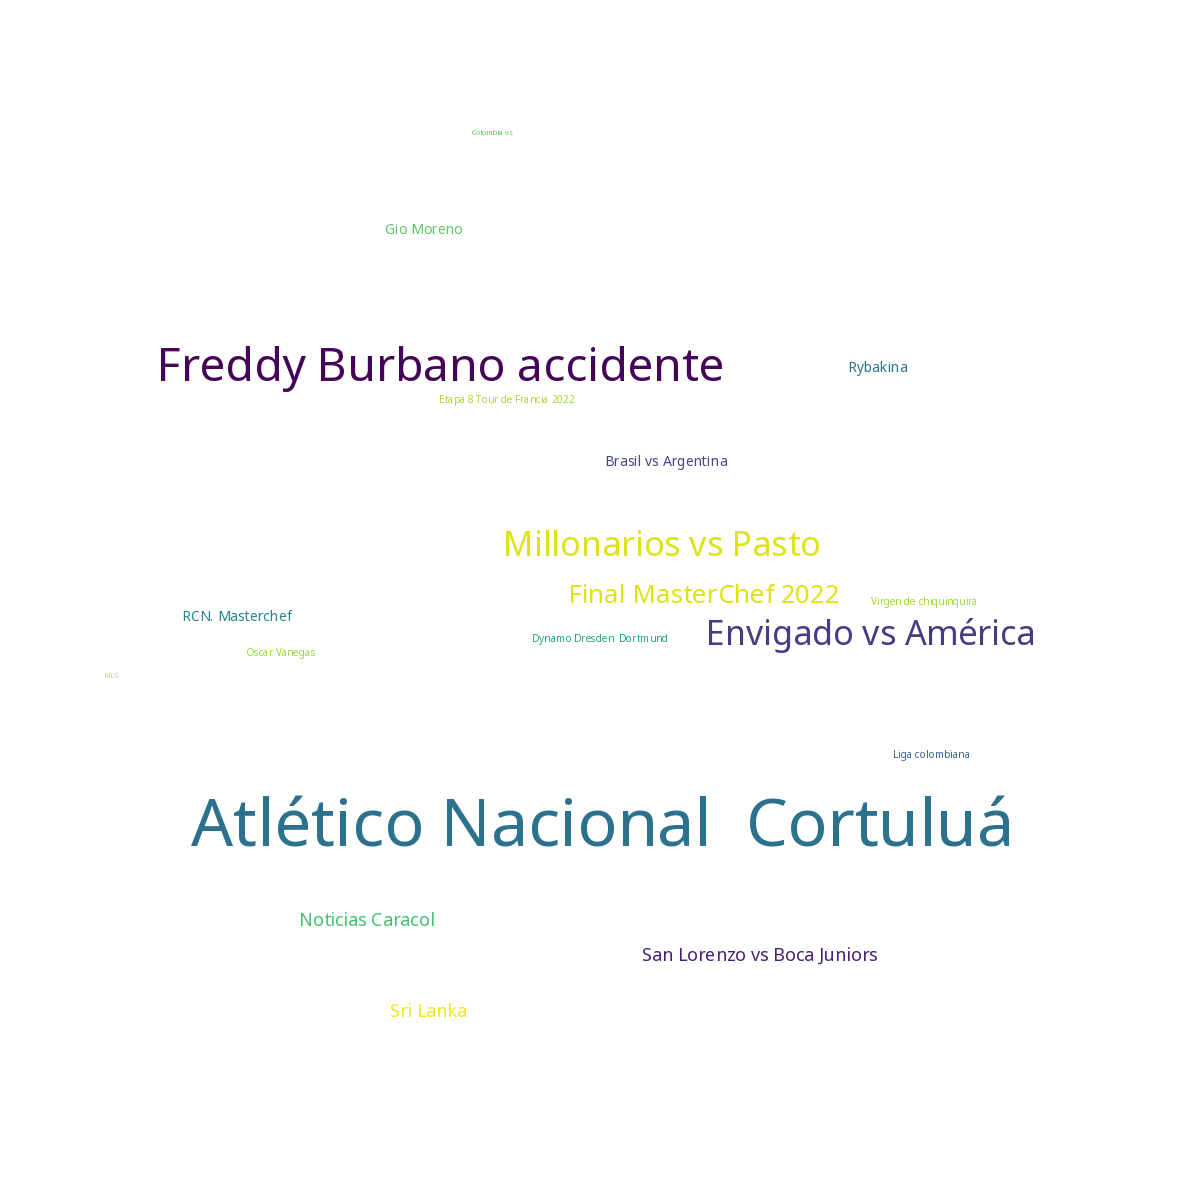 Colombia vs
Gio Moreno
Freddy Burbano accidente
Rybakina
Etapa 8 Tour de Francia 2022
Brasil vs Argentina
Millonarios vs Pasto
Final MasterChef 2022
Virgen de chiquinquira
RCN. Masterchef
Dynamo Dresden Dortmund
Envigado vs América
Oscar Vanegas
MLS
Liga colombiana
Atlético Nacional  Cortuluá
Noticias Caracol
San Lorenzo vs Boca Juniors
Sri Lanka